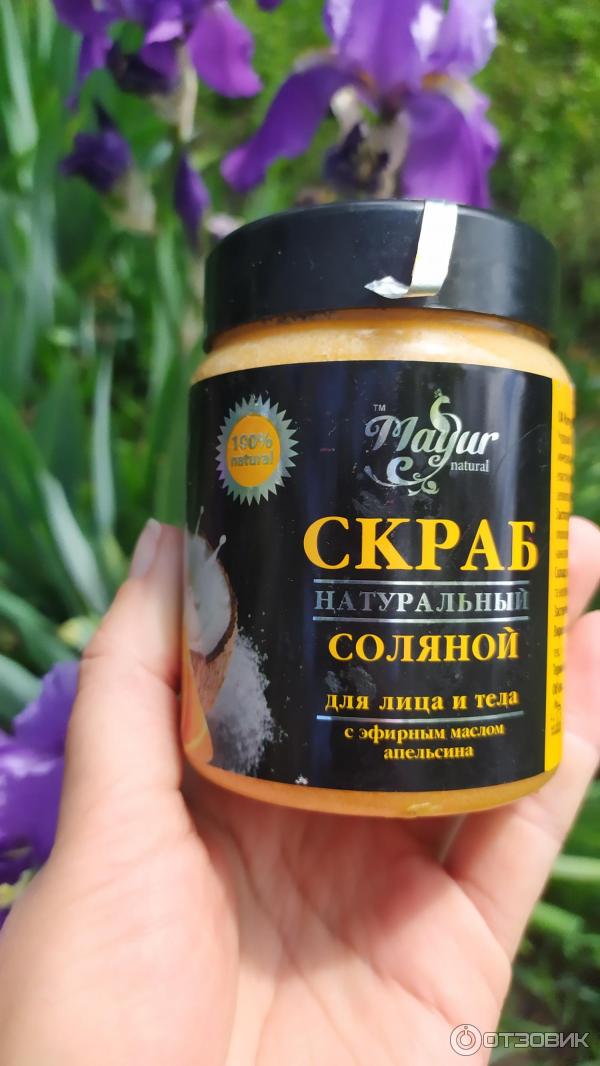 100%
natural
TM
Mayur
natural
СКРАБ
НАТУРАЛЬНЫЙ
СОЛЯНОЙ
для лица и тела
с эфирным маслом
апельсина
ОТЗОВИК